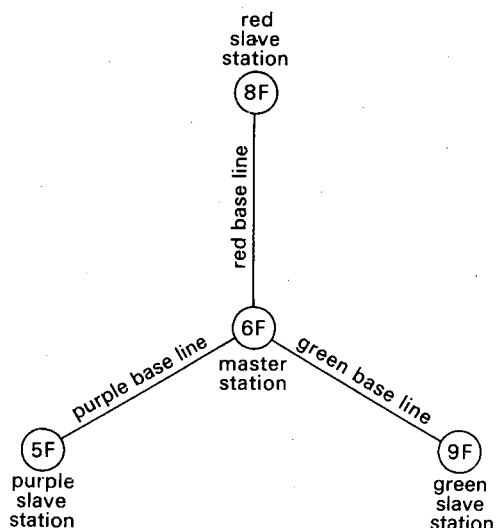 red
slave
station
8F
red base line
6F
master
station
purple base line
green base line
5F
purple
slave
station
9F
green
slave
station